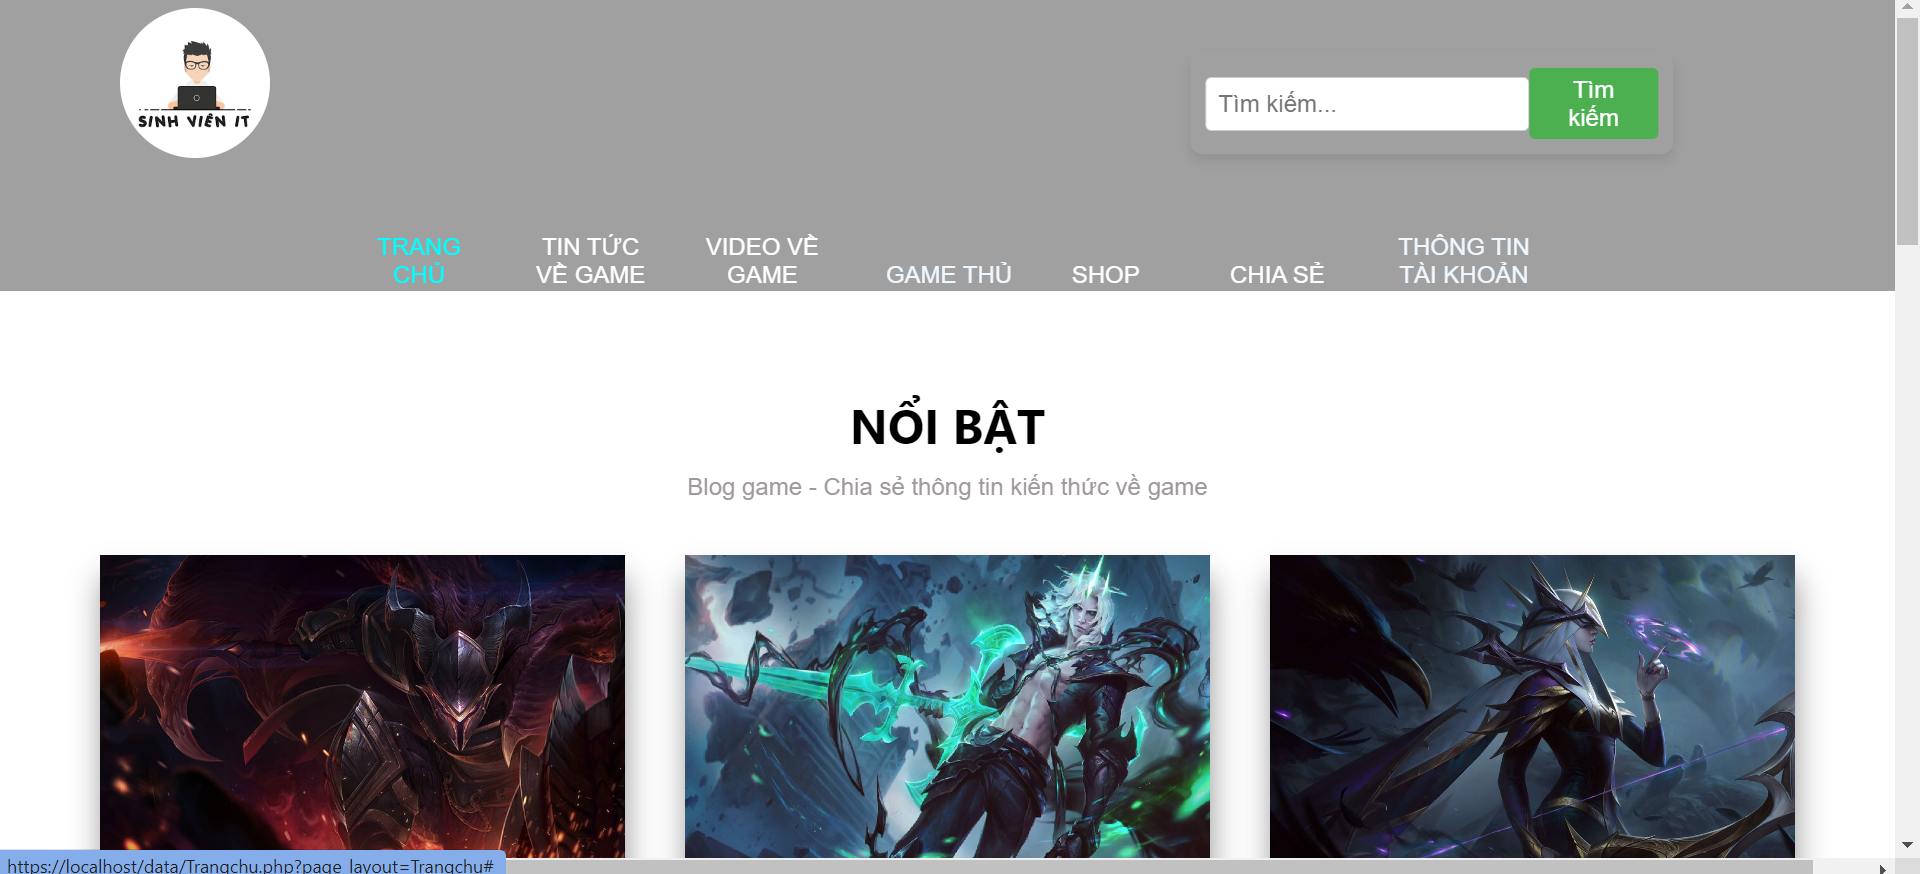 SINH VIÊN IT
Tìm kiếm...
Tìm
kiếm
TRANG
CHỦ
TIN TỨC
VỀ GAME
VIDEO VỀ
GAME
GAME THỦ
SHOP
CHIA SẺ
THÔNG TIN
TÀI KHOẢN
NỔI BẬT
Blog game - Chia sẻ thông tin kiến thức về game
https://localhost/data/Trangchu.php?page_layout=Trangchu#